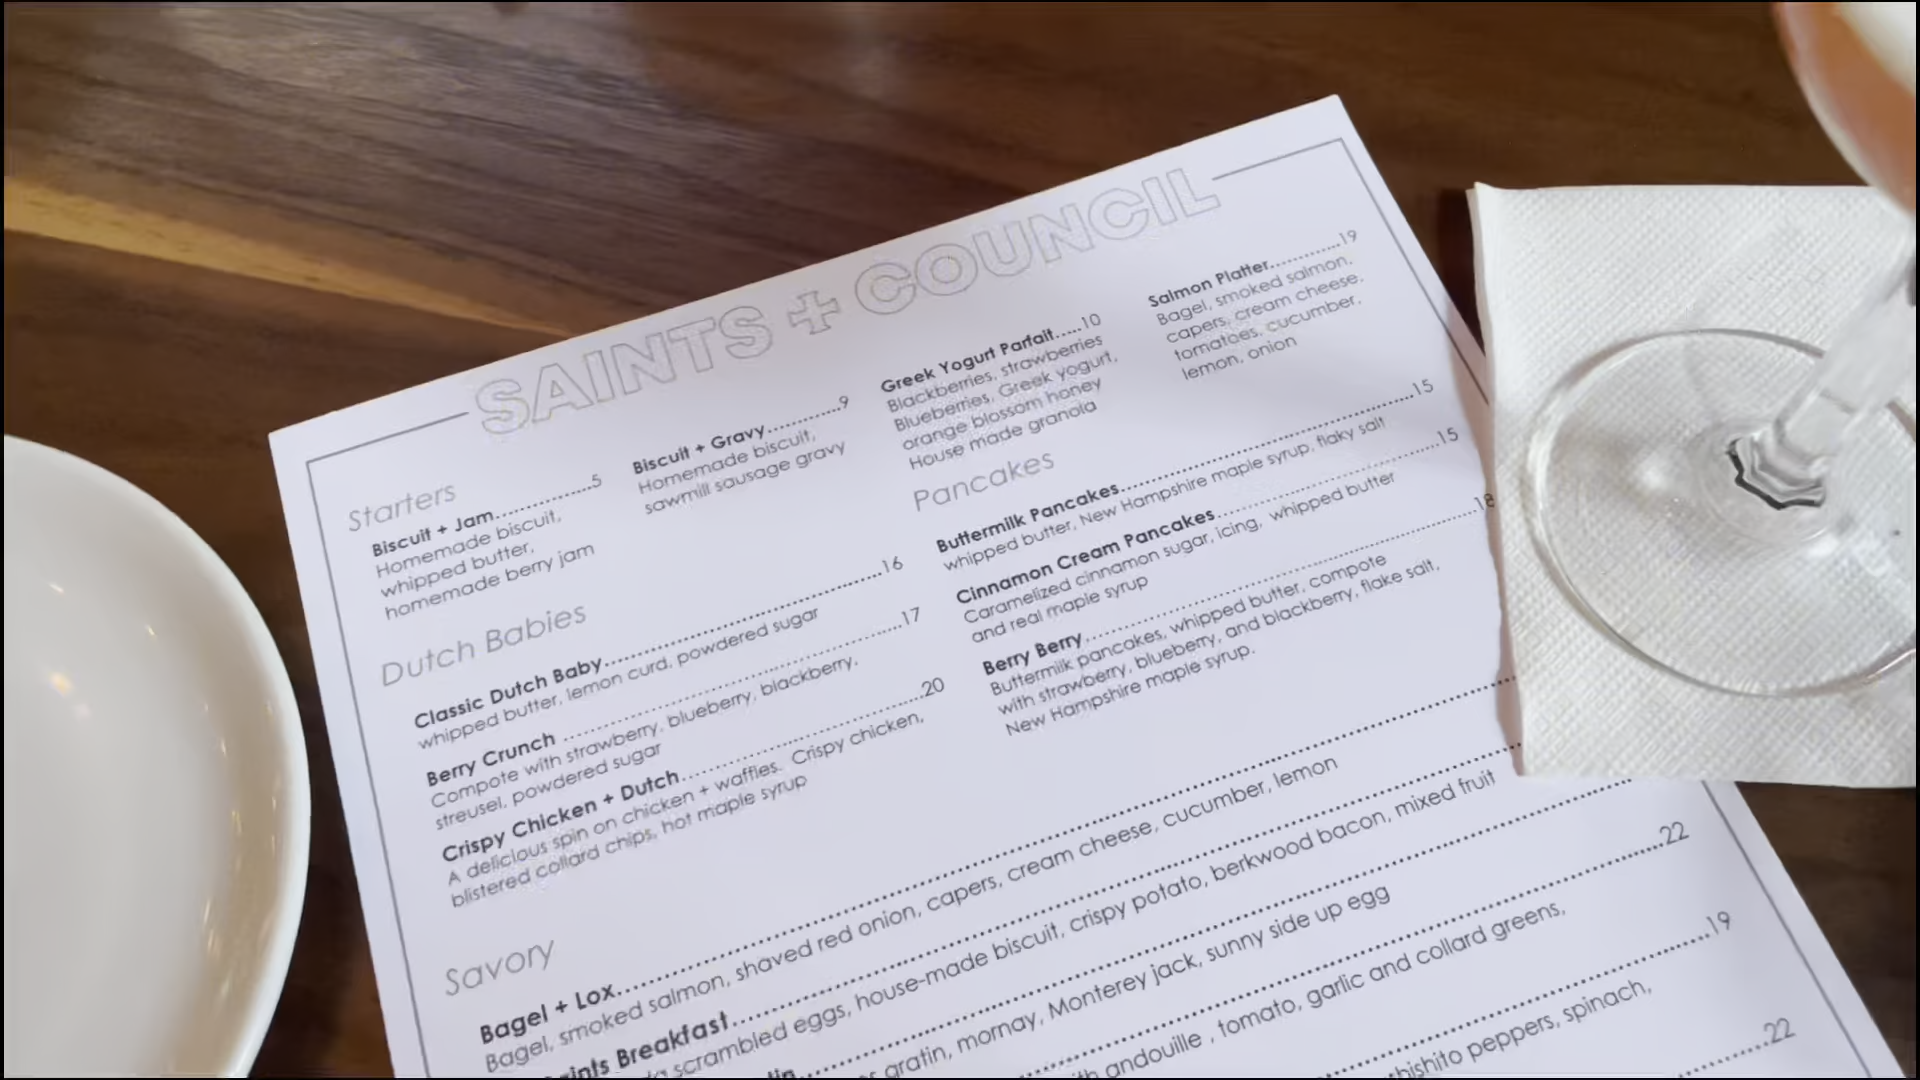 SAINTS + COUNCIL
Starters
Biscuit + Jam..............5
Homemade biscuit,
whipped butter,
homemade berry jam
Biscuit + Gravy...........9
Homemade biscuit,
sawmill sausage gravy
Greek Yogurt Parfait.....10
Blackberries, strawberries
Blueberries, Greek yogurt,
orange blossom honey
House made granola
Salmon Platter...........19
Bagel, smoked salmon,
capers, cream cheese,
tomatoes, cucumber,
lemon, onion
Dutch Babies
Classic Dutch Baby........................................16
whipped butter, lemon curd, powdered sugar
Berry Crunch ................................................17
Compote with strawberry, blueberry, blackberry,
streusel, powdered sugar
Crispy Chicken + Dutch...................................20
A delicious spin on chicken + waffles. Crispy chicken,
blistered collard chips, hot maple syrup
Pancakes
Buttermilk Pancakes...........................................15
whipped butter, New Hampshire maple syrup, flaky salt
Cinnamon Cream Pancakes...................................15
Caramelized cinnamon sugar, icing, whipped butter
and real maple syrup
Berry Berry.........................................................18
Buttermilk pancakes, whipped butter, compote
with strawberry, blueberry, and blackberry, flake salt,
New Hampshire maple syrup.
Savory
Bagel + Lox..............................................................
Bagel, smoked salmon, shaved red onion, capers, cream cheese, cucumber, lemon
Breakfast..............................................................
scrambled eggs, house-made biscuit, crispy potato, berkwood bacon, mixed fruit
gratin, mornay, Monterey jack, sunny side up egg
..............................22
andouille , tomato, garlic and collard greens,
..............................19
peppers, spinach,
..............................22